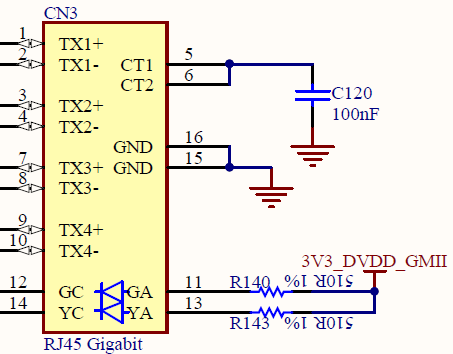 CN3
1 TX1+
2 TX1-
CT1 5
CT2 6
3 TX2+
4 TX2-
C120
100nF
GND 16
GND 15
7 TX3+
8 TX3-
9 TX4+
10 TX4-
3V3_DVDD_GMII
12 GC GA 11 R140 510R 1%
14 YC YA 13 R143 510R 1%
RJ45 Gigabit